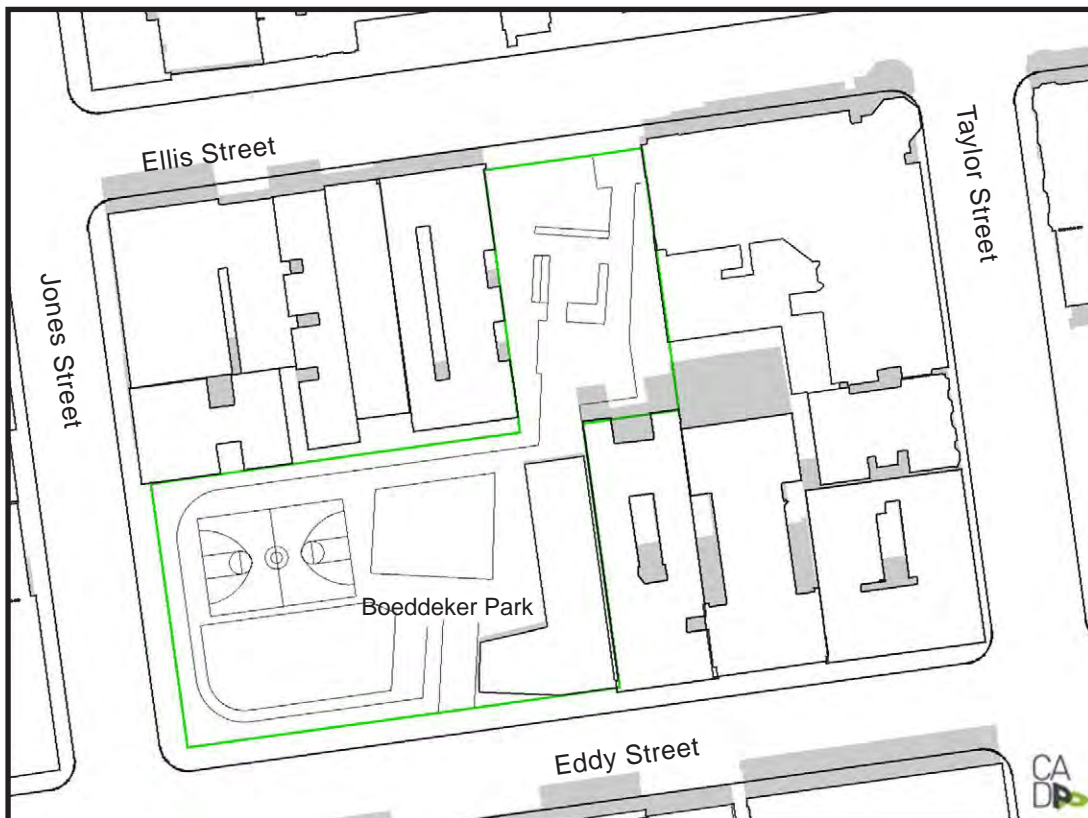 Ellis Street
Taylor Street
Jones Street
Boeddeker Park
Eddy Street
CA
DP